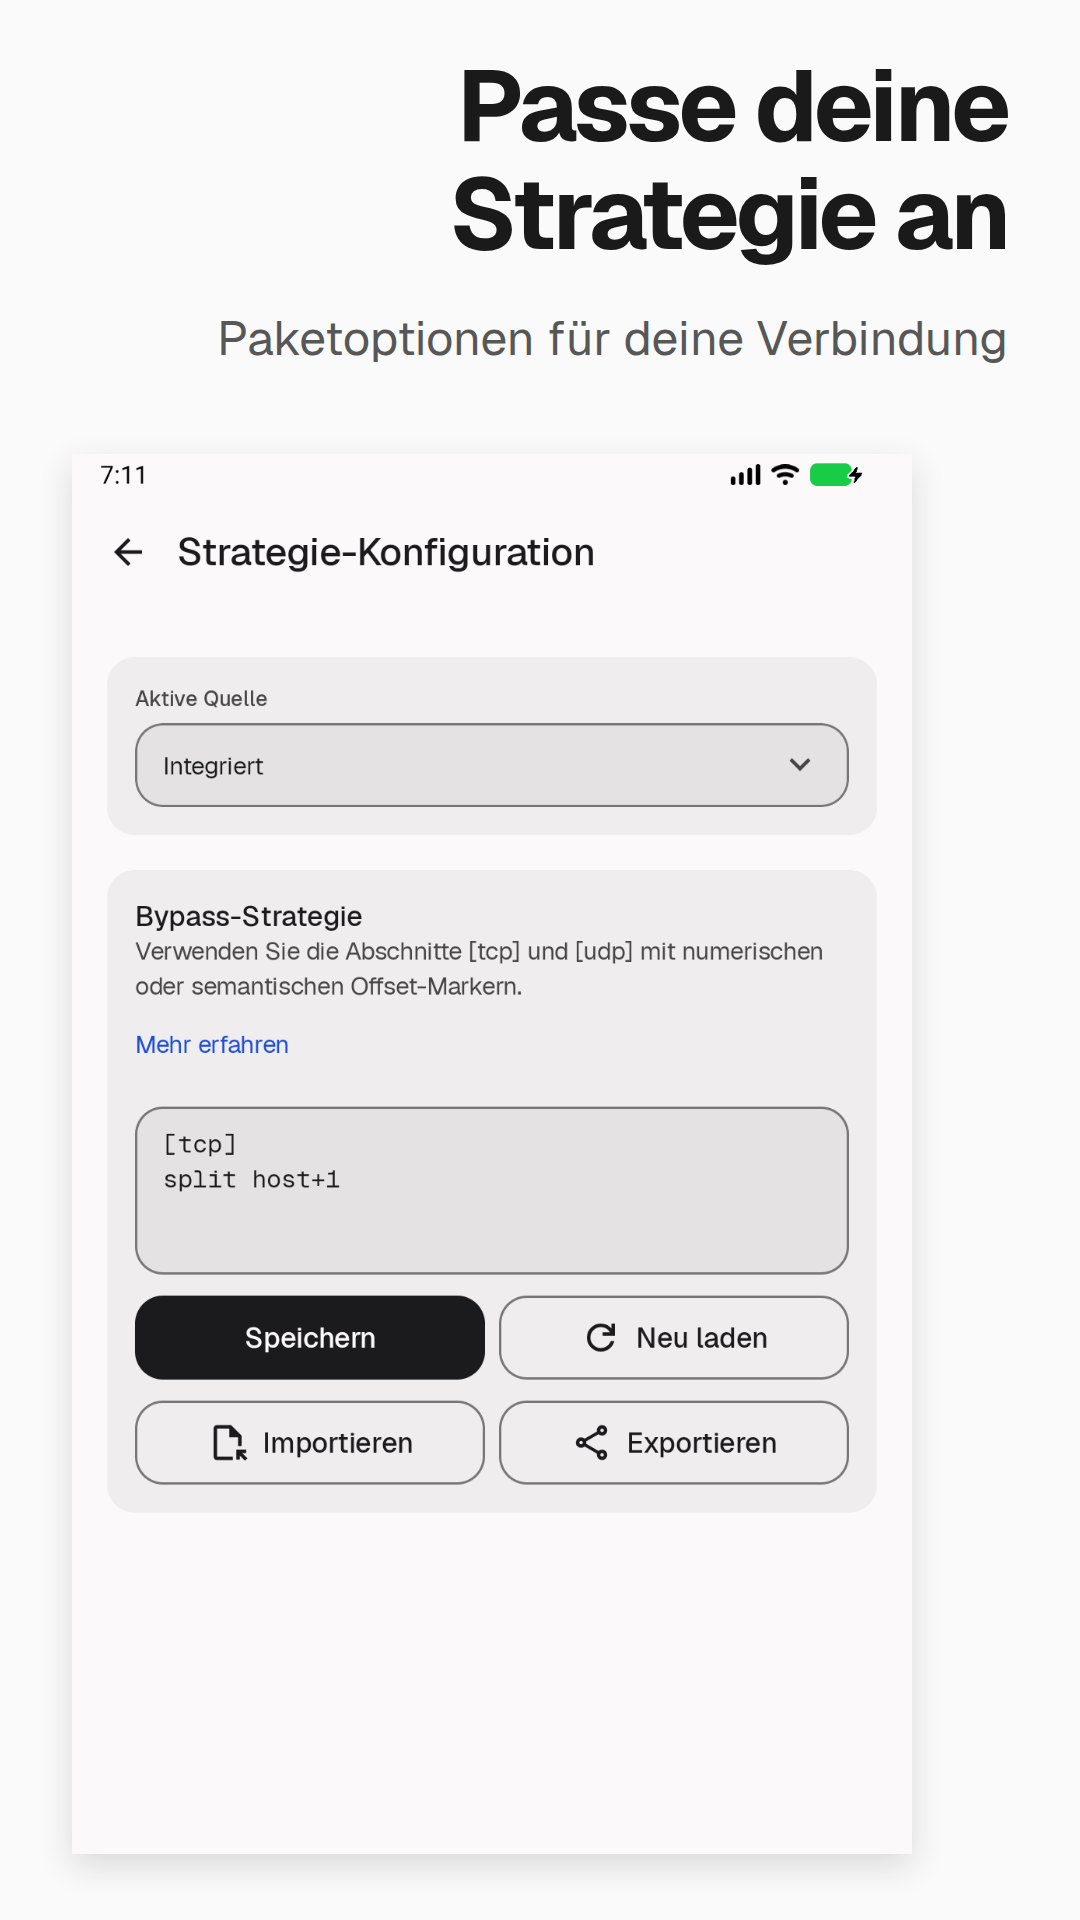 Passe deine
Strategie an
Paketoptionen für deine Verbindung
7:11
Strategie-Konfiguration
Aktive Quelle
Integriert
Bypass-Strategie
Verwenden Sie die Abschnitte [tcp] und [udp] mit numerischen
oder semantischen Offset-Markern.
Mehr erfahren
[tcp]
split host+1
Speichern
Neu laden
Importieren
Exportieren